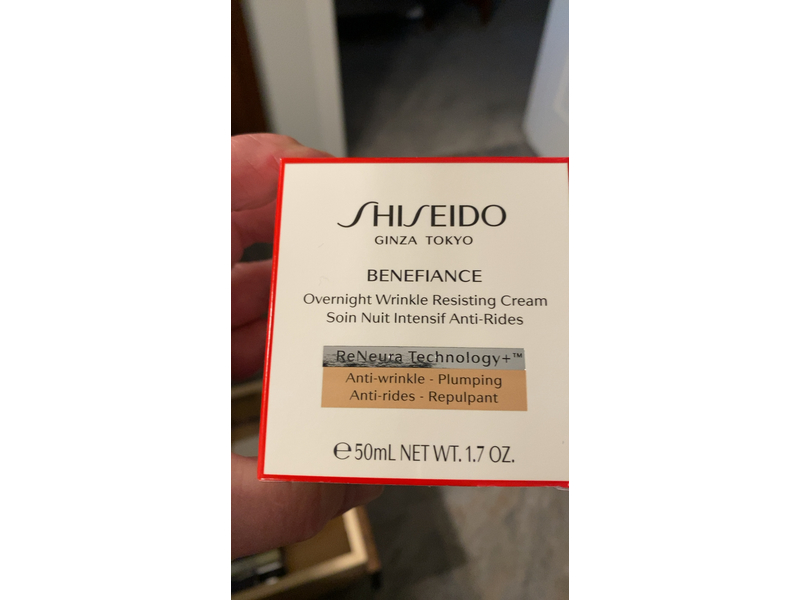 SHISEIDO
GINZA TOKYO
BENEFIANCE
Overnight Wrinkle Resisting Cream
Soin Nuit Intensif Anti-Rides
ReNeura Technology+™
Anti-wrinkle - Plumping
Anti-rides - Repulpant
℮50mL NET WT. 1.7 OZ.